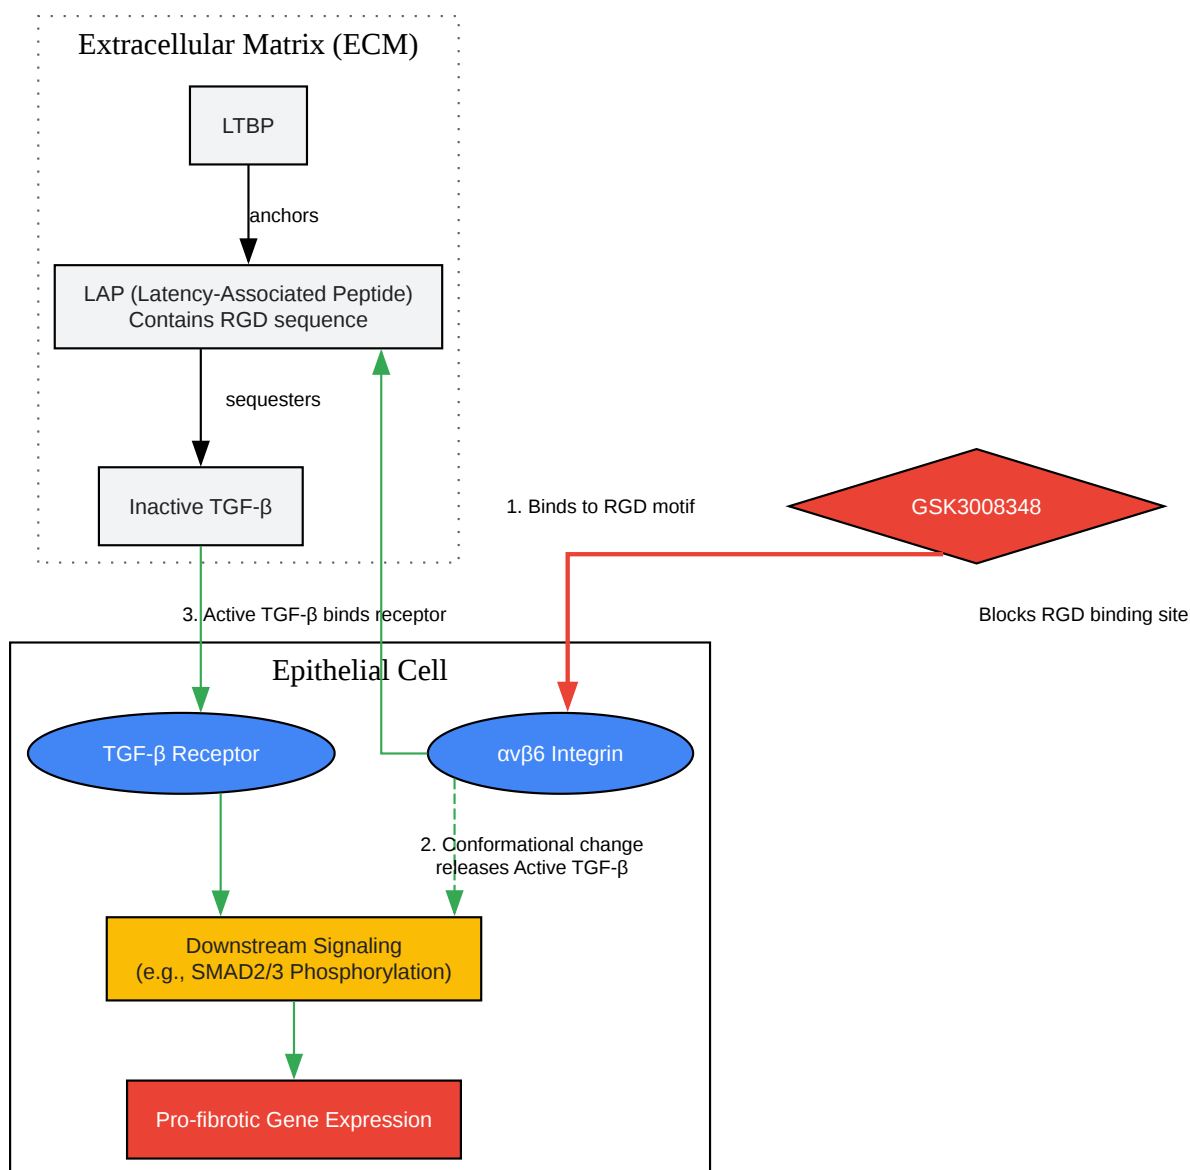 Extracellular Matrix (ECM)
LTBP
anchors
LAP (Latency-Associated Peptide)
Contains RGD sequence
sequesters
Inactive TGF-β
1. Binds to RGD motif
GSK3008348
3. Active TGF-β binds receptor
Blocks RGD binding site
Epithelial Cell
TGF-β Receptor
αvβ6 Integrin
2. Conformational change
releases Active TGF-β
Downstream Signaling
(e.g., SMAD2/3 Phosphorylation)
Pro-fibrotic Gene Expression